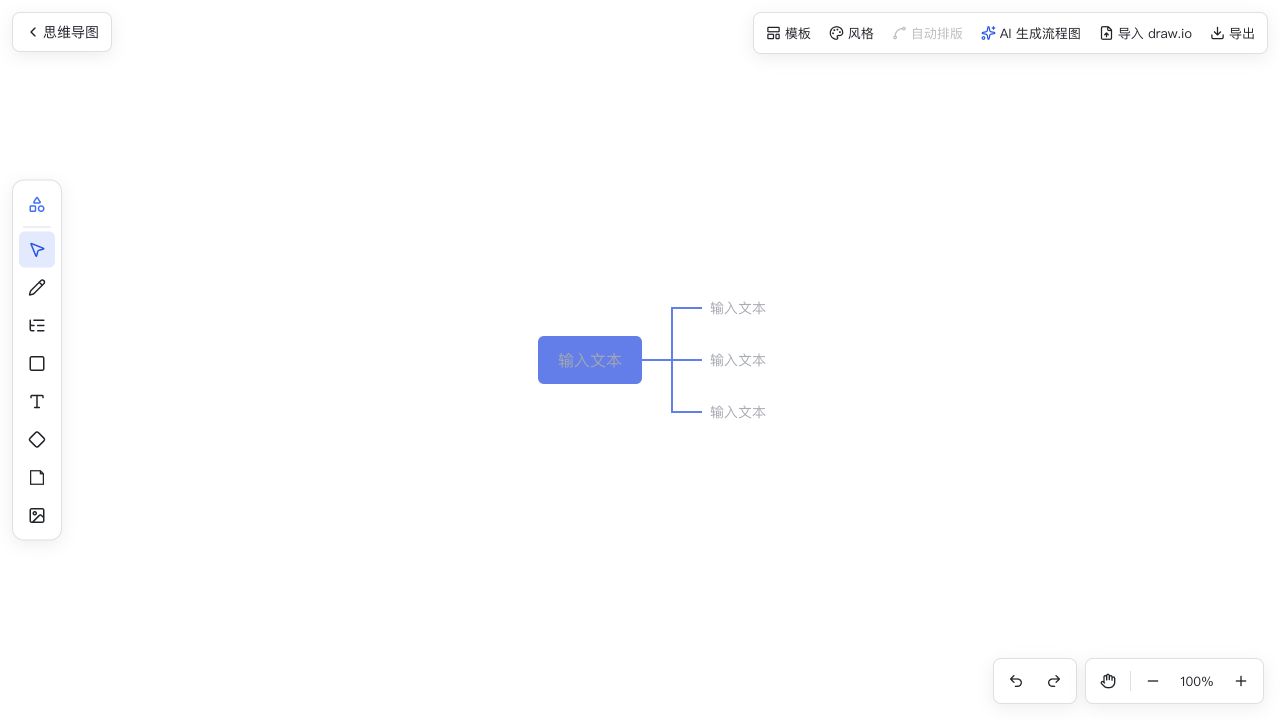 思维导图
模板
风格
自动排版
AI 生成流程图
导入 draw.io
导出
输入文本
输入文本
输入文本
输入文本
100%